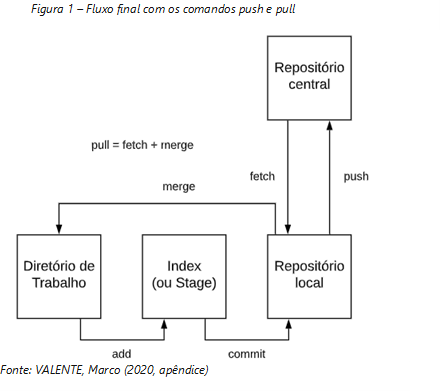 Figura 1 – Fluxo final com os comandos push e pull
Repositório
central
pull = fetch + merge
fetch
push
merge
Diretório de
Trabalho
Index
(ou Stage)
Repositório
local
add
commit
Fonte: VALENTE, Marco (2020, apêndice)